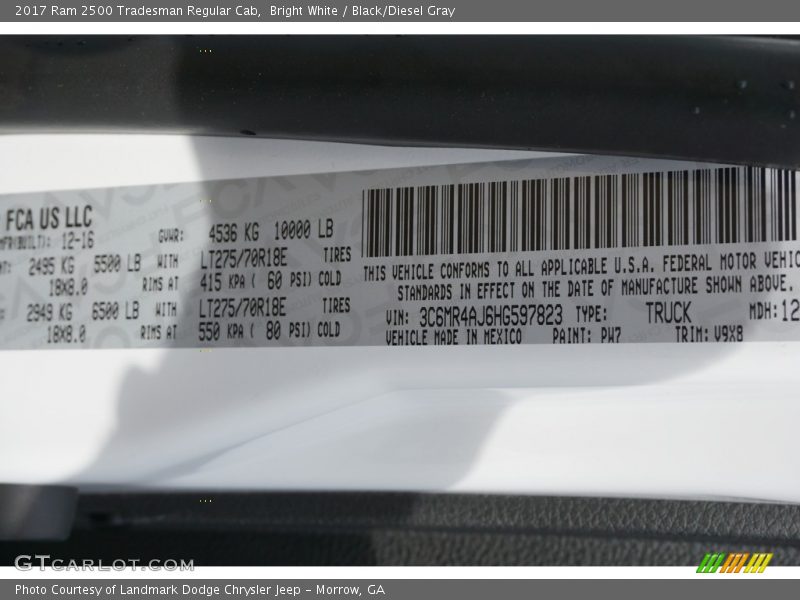 2017 Ram 2500 Tradesman Regular Cab, Bright White / Black/Diesel Gray
FCA US LLC
MFR(BUILT): 12-16
GVWR: 4536 KG 10000 LB
2495 KG 5500 LB WITH LT275/70R18E TIRES
18X8.0 RIMS AT 415 KPA ( 60 PSI) COLD
2949 KG 6500 LB WITH LT275/70R18E TIRES
18X8.0 RIMS AT 550 KPA ( 80 PSI) COLD
THIS VEHICLE CONFORMS TO ALL APPLICABLE U.S.A. FEDERAL MOTOR VEHIC
STANDARDS IN EFFECT ON THE DATE OF MANUFACTURE SHOWN ABOVE.
VIN: 3C6MR4AJ6HG597823 TYPE: TRUCK MDH: 12
VEHICLE MADE IN MEXICO PAINT: PW7 TRIM: V9X8
GTCARLOT.COM
Photo Courtesy of Landmark Dodge Chrysler Jeep - Morrow, GA